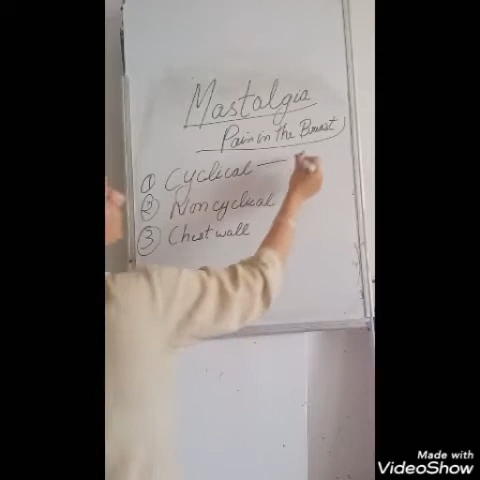 Mastalgia
Pain in The Breast
① Cyclical —
② Noncyclical
③ Chest wall
Made with
VideoShow